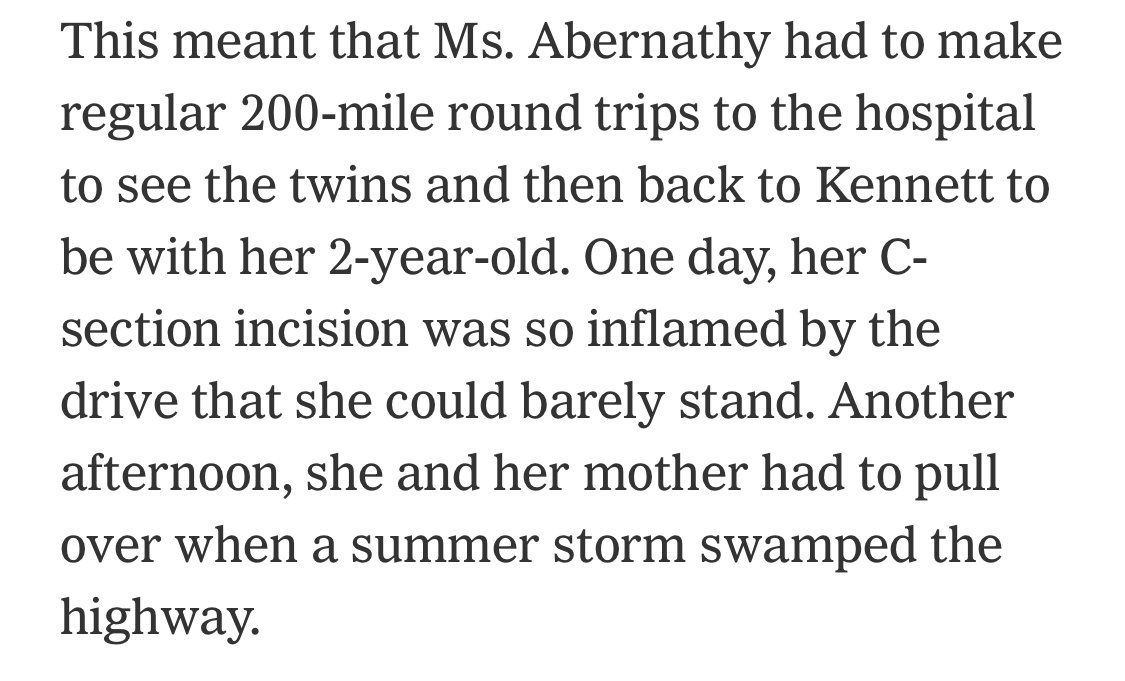 This meant that Ms. Abernathy had to make
regular 200-mile round trips to the hospital
to see the twins and then back to Kennett to
be with her 2-year-old. One day, her C-
section incision was so inflamed by the
drive that she could barely stand. Another
afternoon, she and her mother had to pull
over when a summer storm swamped the
highway.